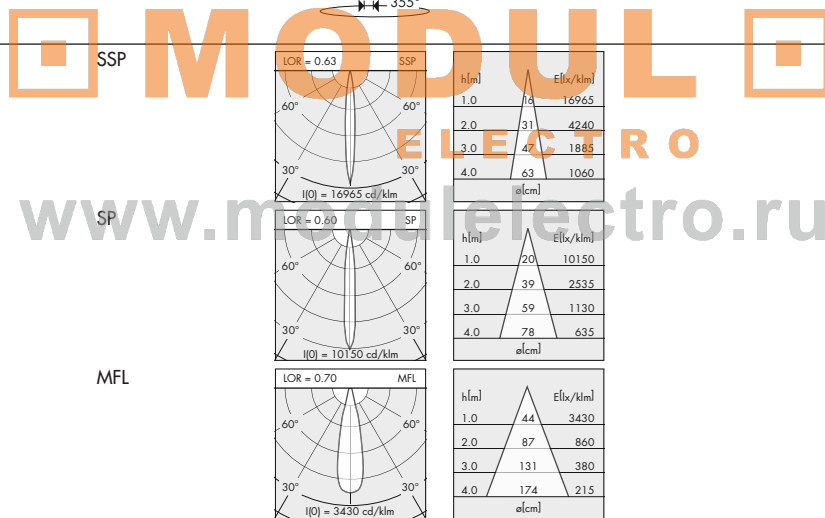 355°
MODUL
ELECTRO
www.modulelectro.ru
SSP
LOR = 0.63 SSP
60° 60°
30° 30°
I(0) = 16965 cd/klm
h[m] E[lx/klm]
1.0 16 16965
2.0 31 4240
3.0 47 1885
4.0 63 1060
ø[cm]
SP
LOR = 0.60 SP
60° 60°
30° 30°
I(0) = 10150 cd/klm
h[m] E[lx/klm]
1.0 20 10150
2.0 39 2535
3.0 59 1130
4.0 78 635
ø[cm]
MFL
LOR = 0.70 MFL
60° 60°
30° 30°
I(0) = 3430 cd/klm
h[m] E[lx/klm]
1.0 44 3430
2.0 87 860
3.0 131 380
4.0 174 215
ø[cm]